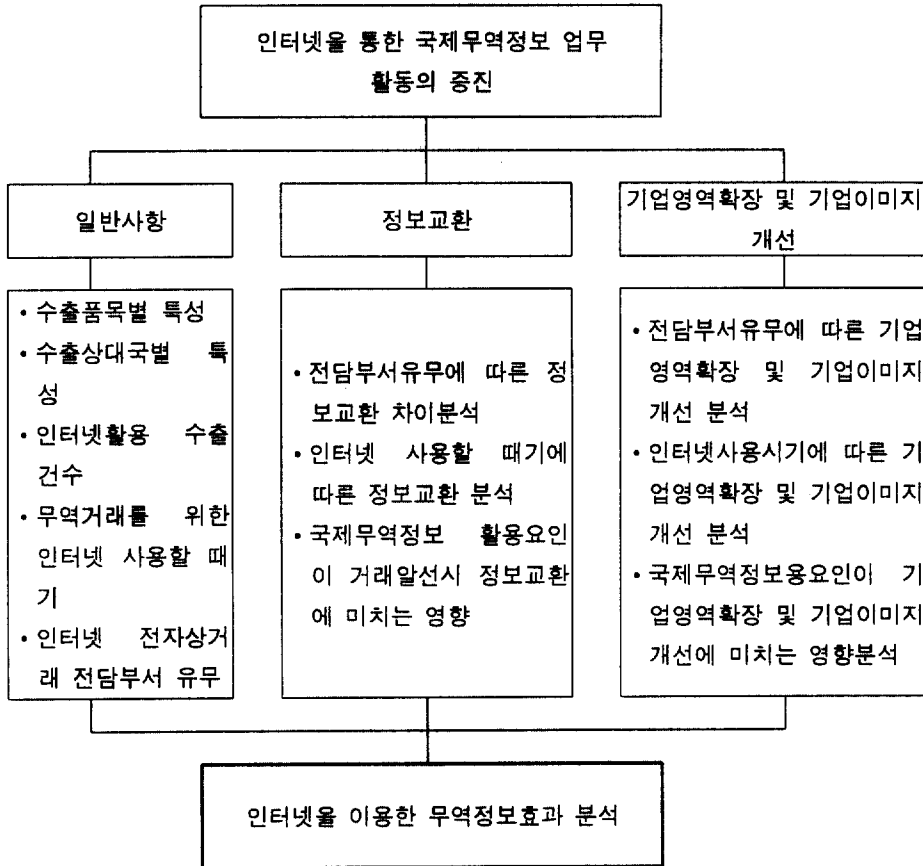 인터넷을 통한 국제무역정보 업무
활동의 증진
일반사항
정보교환
기업영역확장 및 기업이미지
개선
• 수출품목별 특성
• 수출상대국별 특
성
• 인터넷활용 수출
건수
• 무역거래를 위한
인터넷 사용할 때
기
• 인터넷 전자상거
래 전담부서 유무
• 전담부서유무에 따른 정
보교환 차이분석
• 인터넷 사용할 때기에
따른 정보교환 분석
• 국제무역정보 활용요인
이 거래알선시 정보교환
에 미치는 영향
• 전담부서유무에 따른 기업
영역확장 및 기업이미지
개선 분석
• 인터넷사용시기에 따른 기
업영역확장 및 기업이미지
개선 분석
• 국제무역정보용요인이 기
업영역확장 및 기업이미지
개선에 미치는 영향분석
인터넷을 이용한 무역정보효과 분석